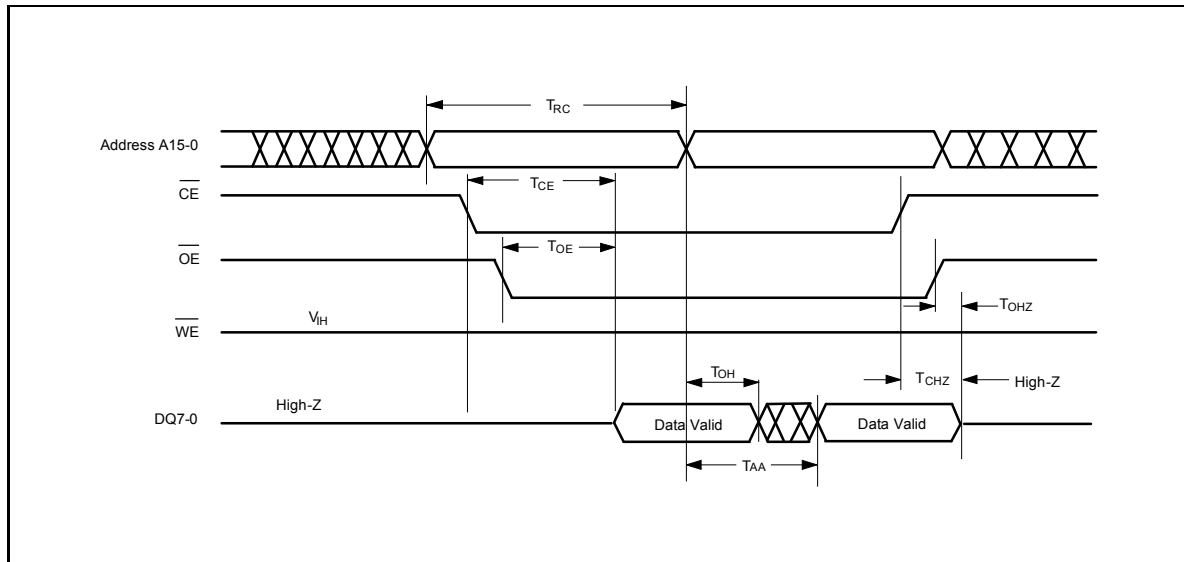 TRC
Address A15-0
TCE
CE
TOE
OE
TOHZ
VIH
WE
TOH
TCHZ
High-Z
High-Z
DQ7-0
Data Valid
Data Valid
TAA